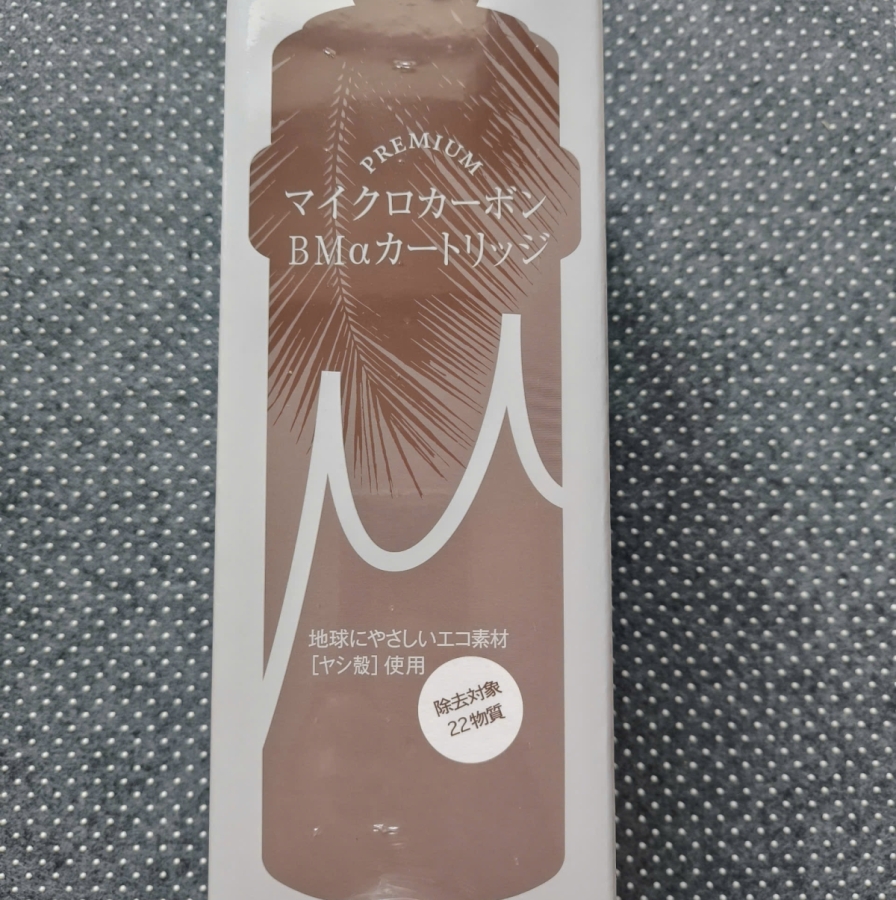 PREMIUM
マイクロカーボン
BMαカートリッジ
地球にやさしいエコ素材
［ヤシ殻］使用
除去対象
22物質